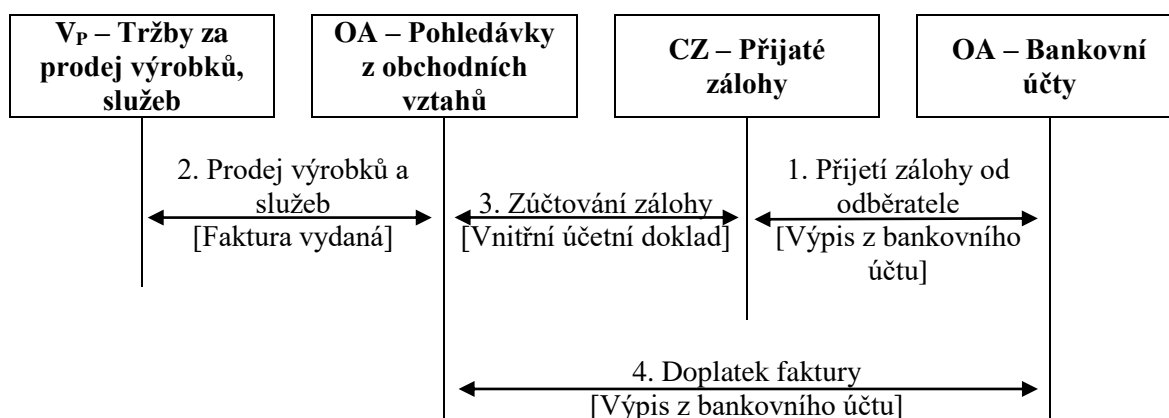 V_P – Tržby za
prodej výrobků,
služeb
OA – Pohledávky
z obchodních
vztahů
CZ – Přijaté
zálohy
OA – Bankovní
účty
2. Prodej výrobků a
služeb
[Faktura vydaná]
3. Zúčtování zálohy
[Vnitřní účetní doklad]
1. Přijetí zálohy od
odběratele
[Výpis z bankovního
účtu]
4. Doplatek faktury
[Výpis z bankovního účtu]